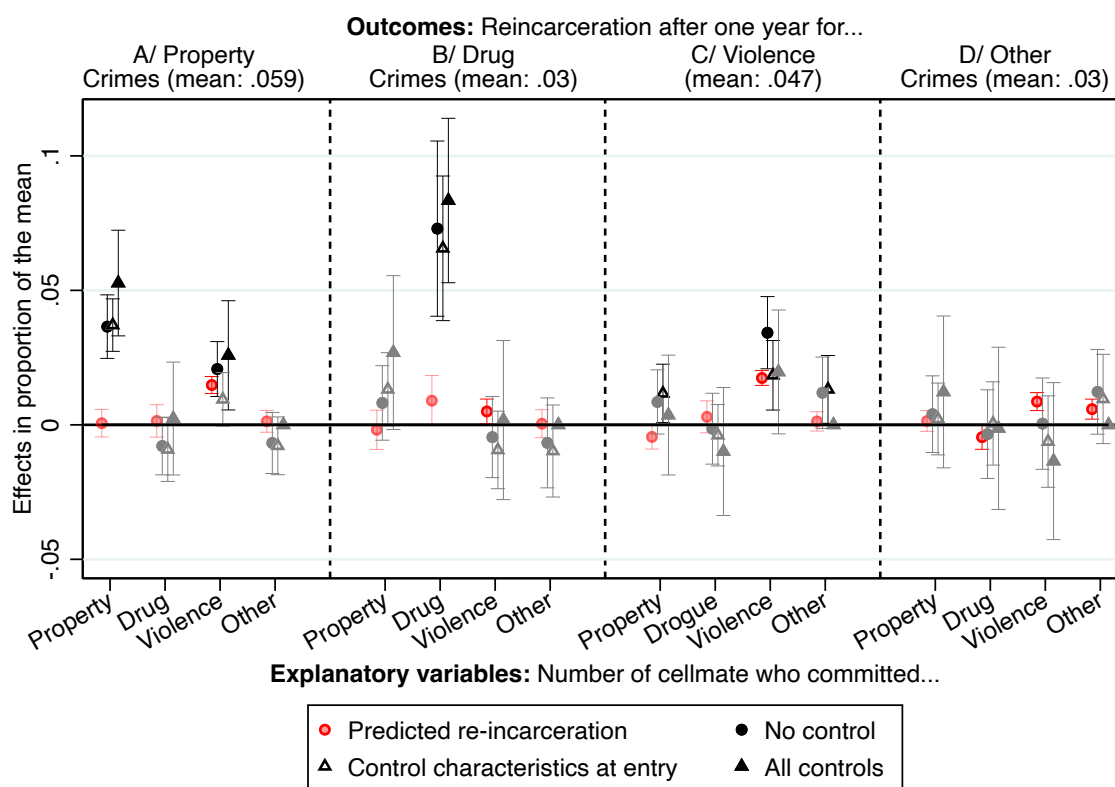 Outcomes: Reincarceration after one year for...
A/ Property
Crimes (mean: .059)
B/ Drug
Crimes (mean: .03)
C/ Violence
(mean: .047)
D/ Other
Crimes (mean: .03)
Effects in proportion of the mean
.1
.05
0
-.05
Property
Drug
Violence
Other
Property
Drug
Violence
Other
Property
Drogue
Violence
Other
Property
Drug
Violence
Other
Explanatory variables: Number of cellmate who committed...
Predicted re-incarceration
No control
Control characteristics at entry
All controls